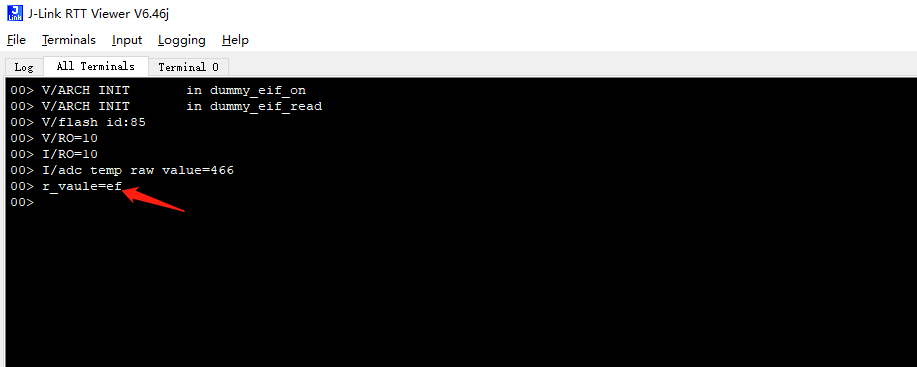 J-Link RTT Viewer V6.46j
File Terminals Input Logging Help
Log All Terminals Terminal 0
00> V/ARCH INIT       in dummy_eif_on
00> V/ARCH INIT       in dummy_eif_read
00> V/flash id:85
00> V/RO=10
00> I/RO=10
00> I/adc temp raw value=466
00> r_vaule=ef
00>